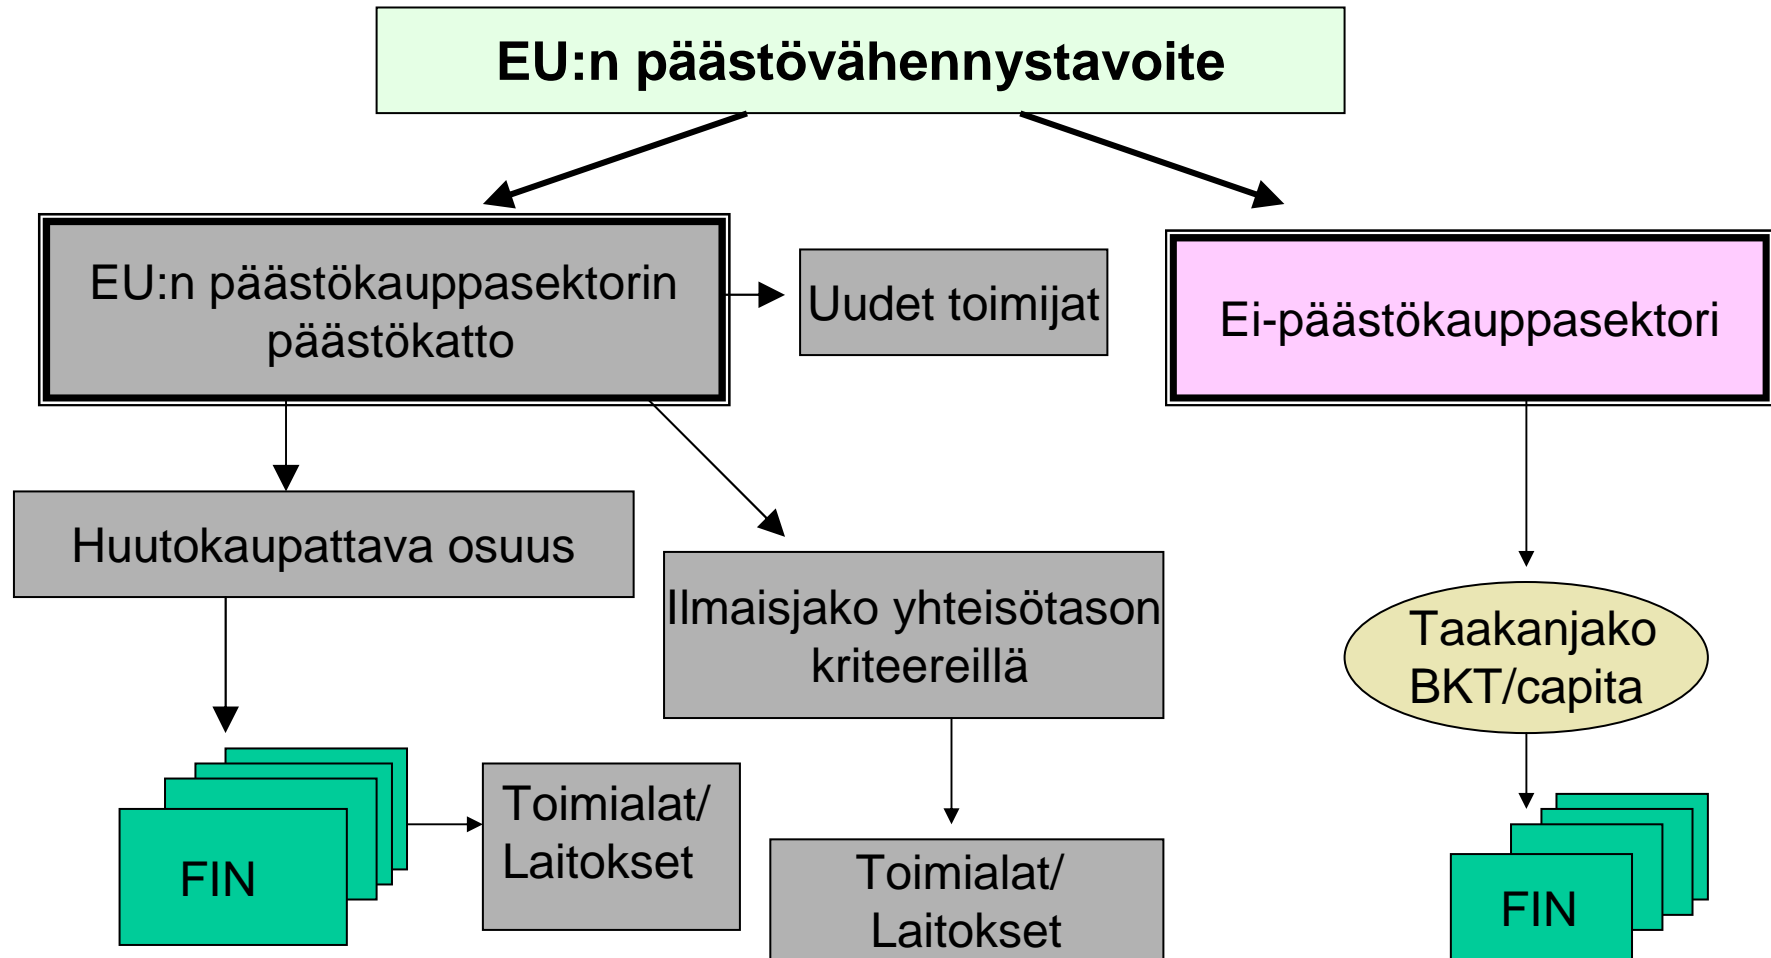 EU:n päästövähennystavoite
EU:n päästökauppasektorin
päästökatto
Uudet toimijat
Ei-päästökauppasektori
Huutokaupattava osuus
Ilmaisjako yhteisötason
kriteereillä
Taakanjako
BKT/capita
FIN
Toimialat/
Laitokset
Toimialat/
Laitokset
FIN